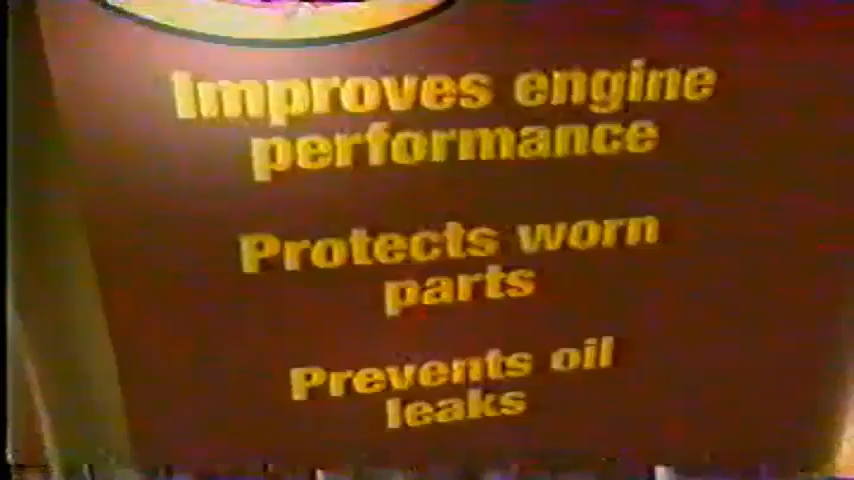 Improves engine
performance
Protects worn
parts
Prevents oil
leaks